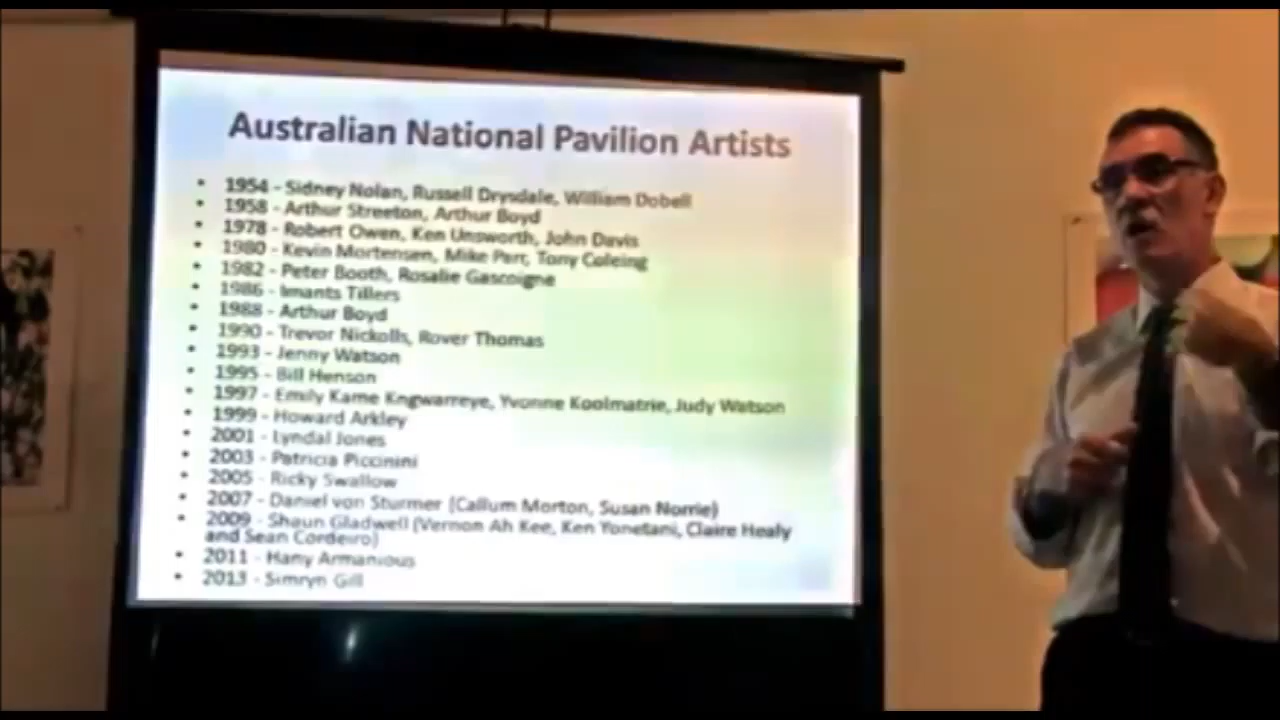 Australian National Pavilion Artists
• 1954 - Sidney Nolan, Russell Drysdale, William Dobell
• 1958 - Arthur Streeton, Arthur Boyd
• 1978 - Robert Owen, Ken Unsworth, John Davis
• 1980 - Kevin Mortensen, Mike Parr, Tony Coleing
• 1982 - Peter Booth, Rosalie Gascoigne
• 1986 - Imants Tillers
• 1988 - Arthur Boyd
• 1990 - Trevor Nickolls, Rover Thomas
• 1993 - Jenny Watson
• 1995 - Bill Henson
• 1997 - Emily Kame Kngwarreye, Yvonne Koolmatrie, Judy Watson
• 1999 - Howard Arkley
• 2001 - Lyndal Jones
• 2003 - Patricia Piccinini
• 2005 - Ricky Swallow
• 2007 - Daniel von Sturmer (Callum Morton, Susan Norrie)
• 2009 - Shaun Gladwell (Vernon Ah Kee, Ken Yonetani, Claire Healy
and Sean Cordeiro)
• 2011 - Hany Armanious
• 2013 - Simryn Gill